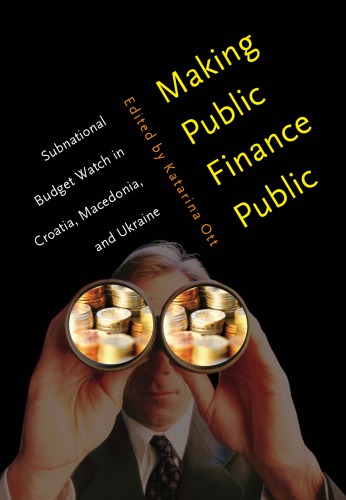 Making
Public
Finance
Public
Edited by Katarina Ott
Subnational
Budget Watch in
Croatia, Macedonia,
and Ukraine